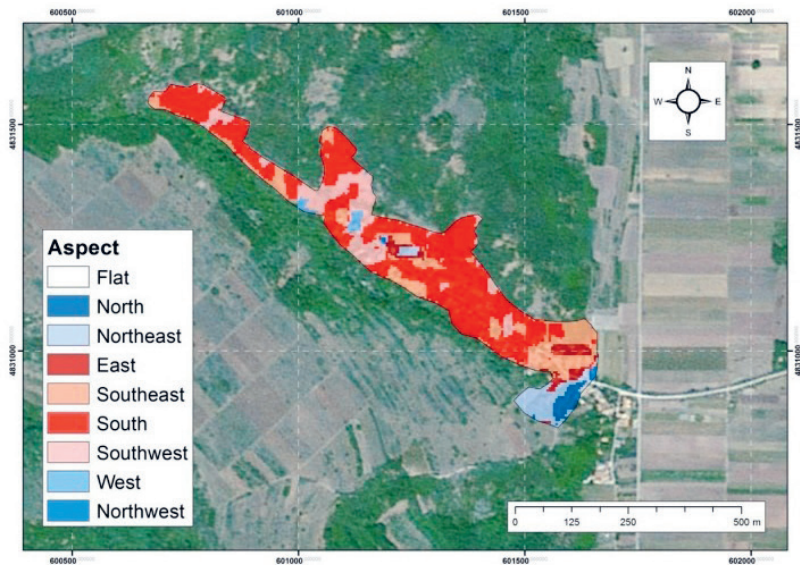 600500 601000 601500 602000
N
W E
S
4831500
4831500
Aspect
Flat
North
Northeast
East
Southeast
South
Southwest
West
Northwest
4831000
4831000
0 125 250 500 m
600500 601000 601500 602000